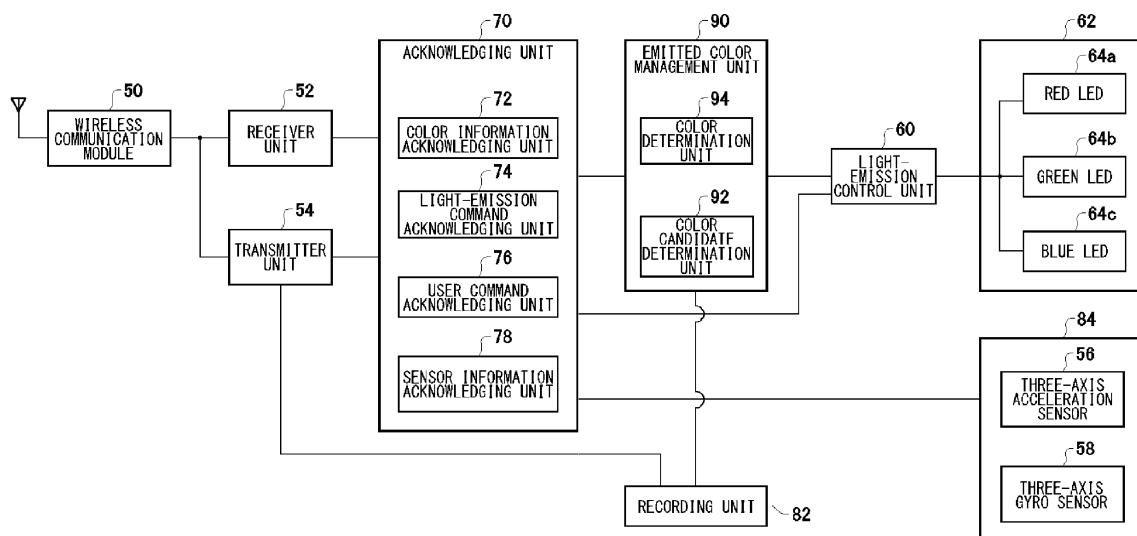 50
WIRELESS
COMMUNICATION
MODULE
52
RECEIVER
UNIT
54
TRANSMITTER
UNIT
70
ACKNOWLEDGING UNIT
72
COLOR INFORMATION
ACKNOWLEDGING UNIT
74
LIGHT-EMISSION
COMMAND
ACKNOWLEDGING UNIT
76
USER COMMAND
ACKNOWLEDGING UNIT
78
SENSOR INFORMATION
ACKNOWLEDGING UNIT
90
EMITTED COLOR
MANAGEMENT UNIT
94
COLOR
DETERMINATION
UNIT
92
COLOR
CANDIDATE
DETERMINATION
UNIT
60
LIGHT-
EMISSION
CONTROL UNIT
62
64a
RED LED
64b
GREEN LED
64c
BLUE LED
84
56
THREE-AXIS
ACCELERATION
SENSOR
58
THREE-AXIS
GYRO SENSOR
RECORDING UNIT
82